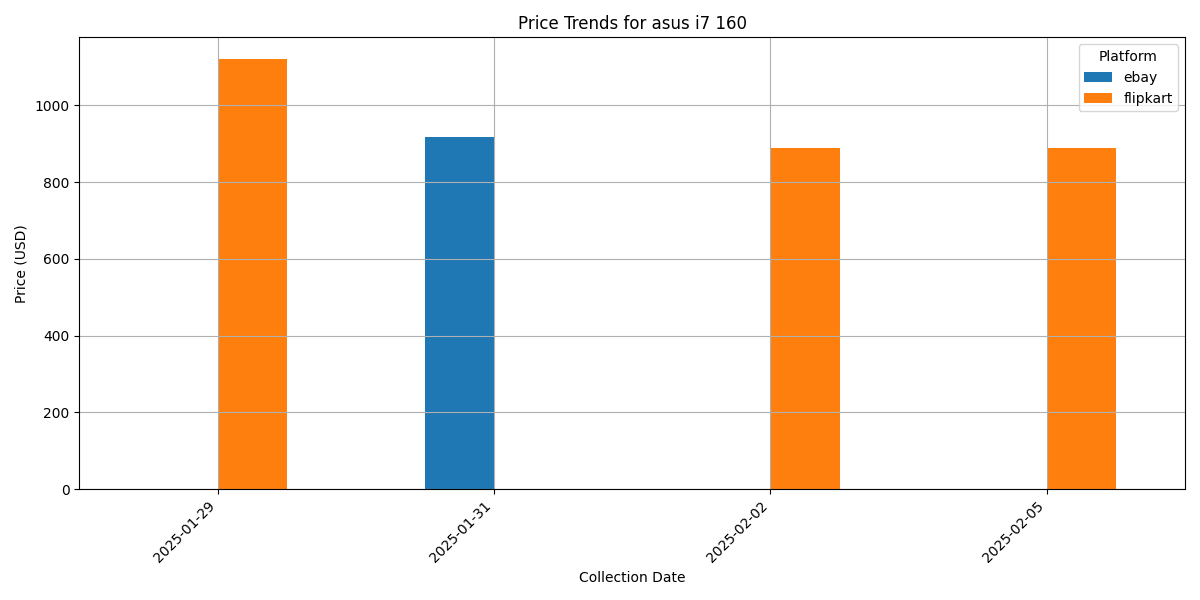 Price Trends for asus i7 160
Platform
ebay
flipkart
Price (USD)
1000
800
600
400
200
0
2025-01-29
2025-01-31
2025-02-02
2025-02-05
Collection Date